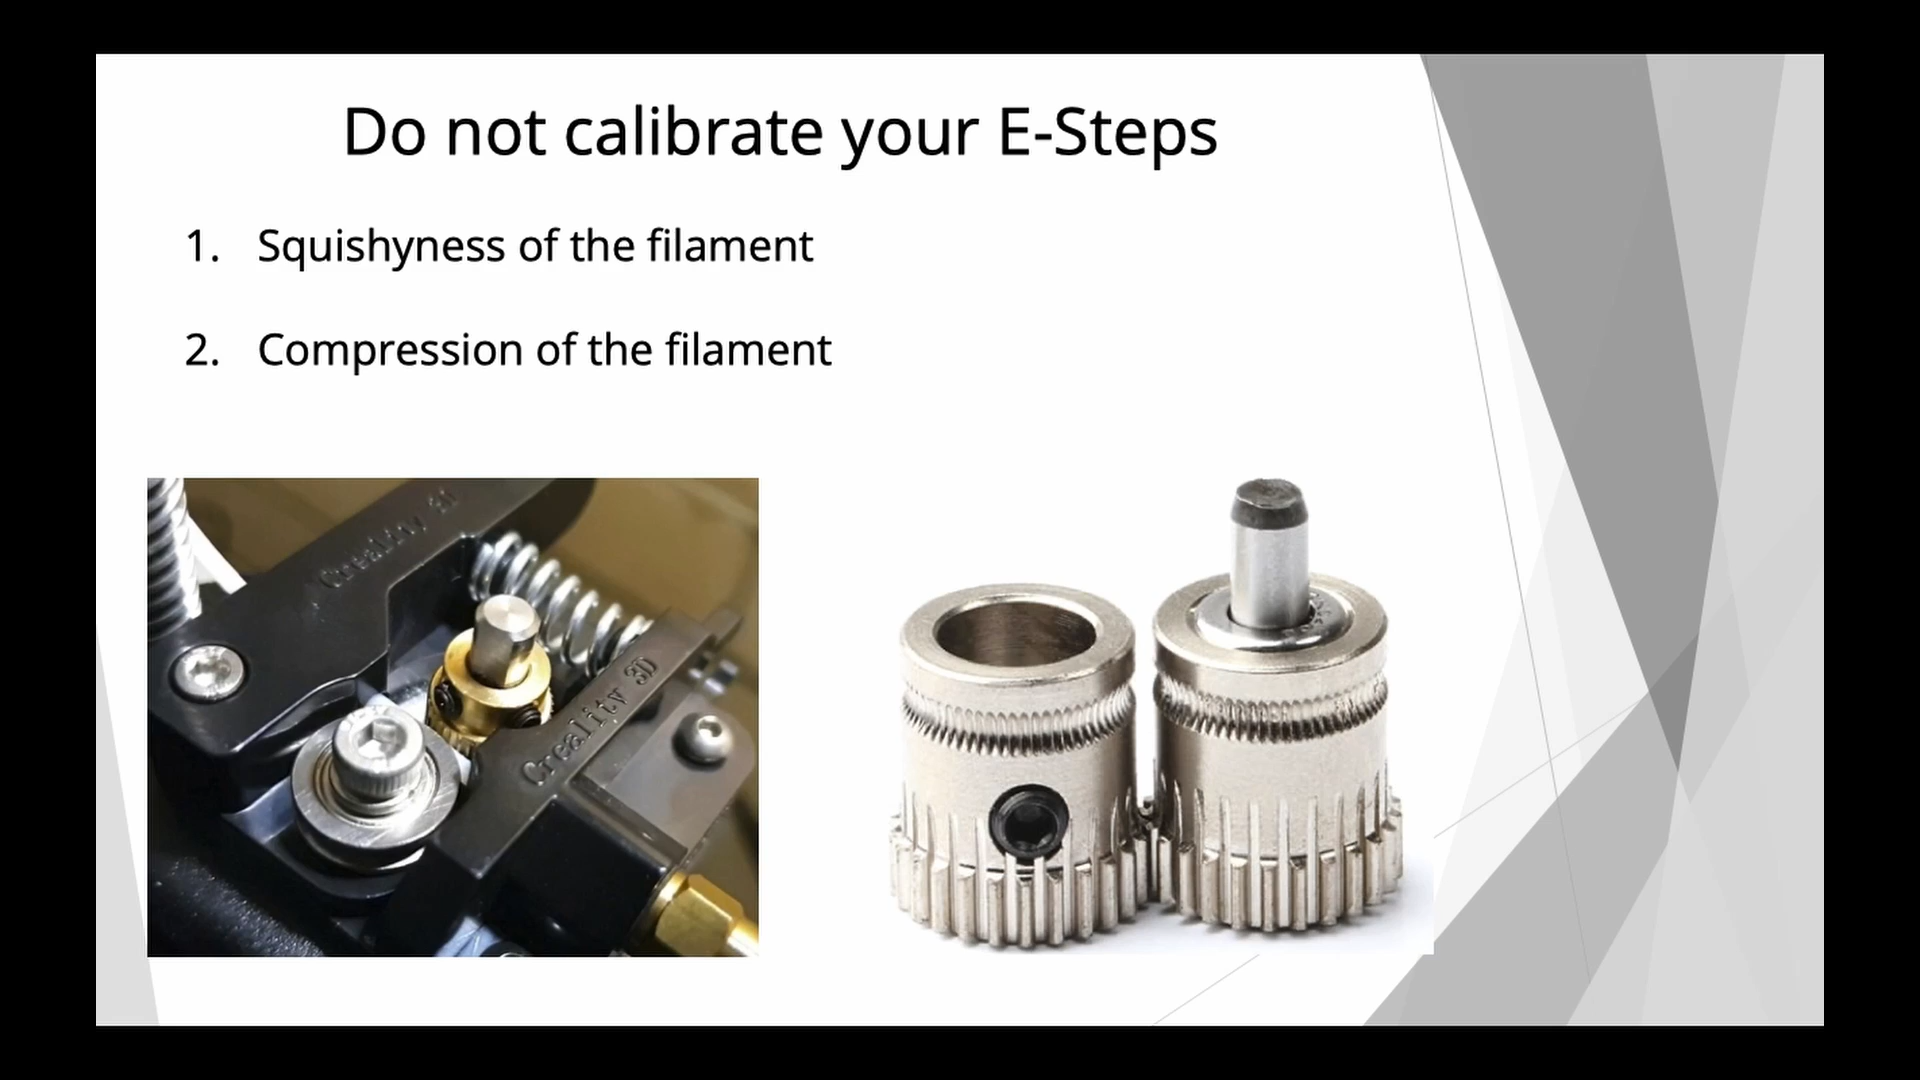 Do not calibrate your E-Steps
1. Squishyness of the filament
2. Compression of the filament
Creality 3D
Creality 3D